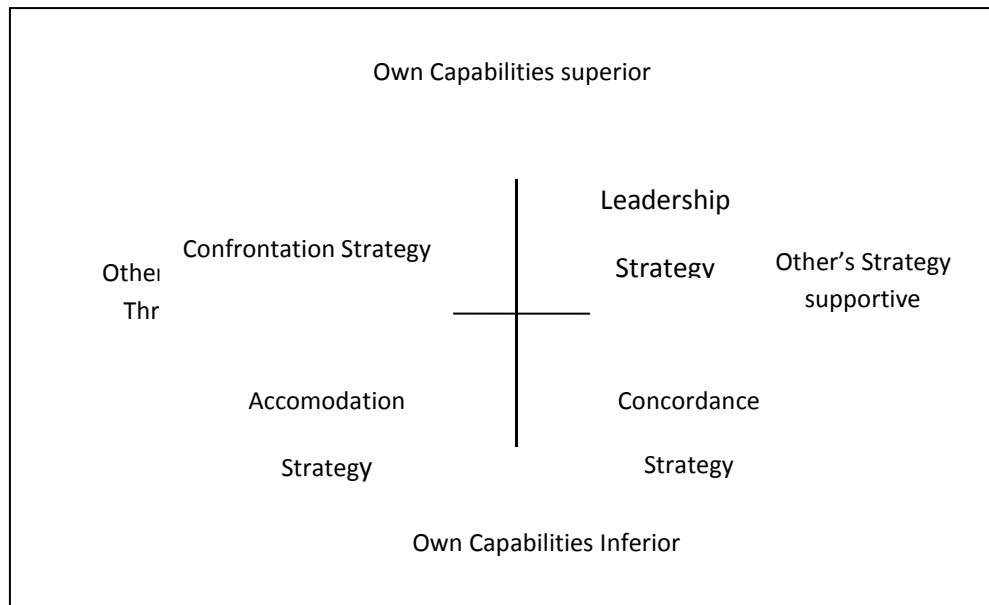 Own Capabilities superior
Leadership
Confrontation Strategy
Strategy
Other's Strategy
supportive
Accomodation
Concordance
Strategy
Strategy
Own Capabilities Inferior